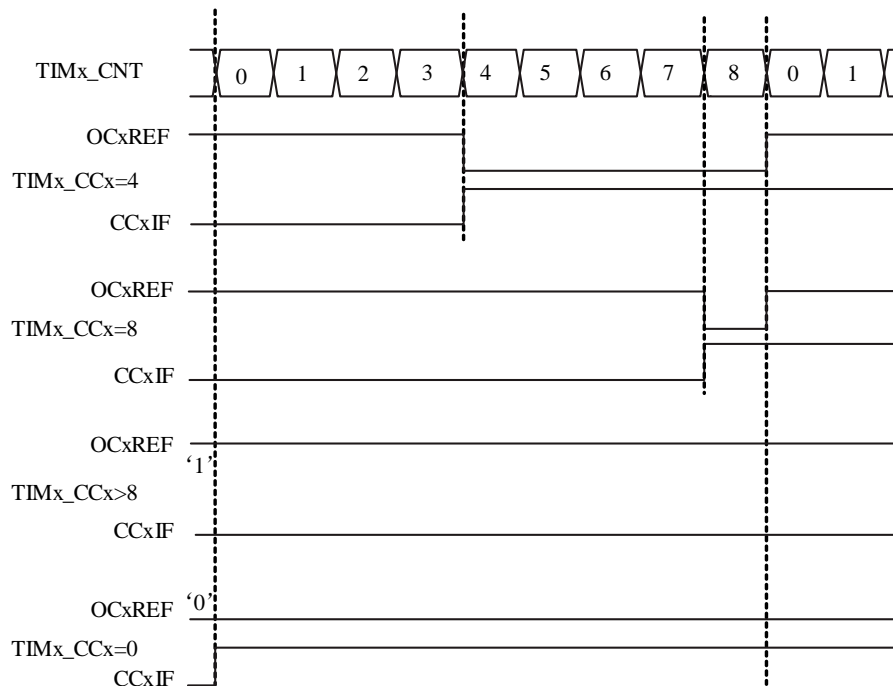 TIMx_CNT 0 1 2 3 4 5 6 7 8 0 1
OCxREF
TIMx_CCx=4
CCxIF
OCxREF
TIMx_CCx=8
CCxIF
OCxREF ‘1’
TIMx_CCx>8
CCxIF
OCxREF ‘0’
TIMx_CCx=0
CCxIF